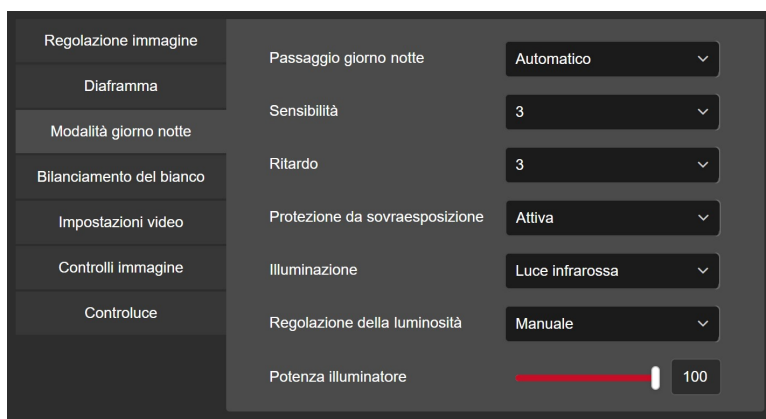 Regolazione immagine
Diaframma
Modalità giorno notte
Bilanciamento del bianco
Impostazioni video
Controlli immagine
Controluce
Passaggio giorno notte Automatico
Sensibilità 3
Ritardo 3
Protezione da sovraesposizione Attiva
Illuminazione Luce infrarossa
Regolazione della luminosità Manuale
Potenza illuminatore 100